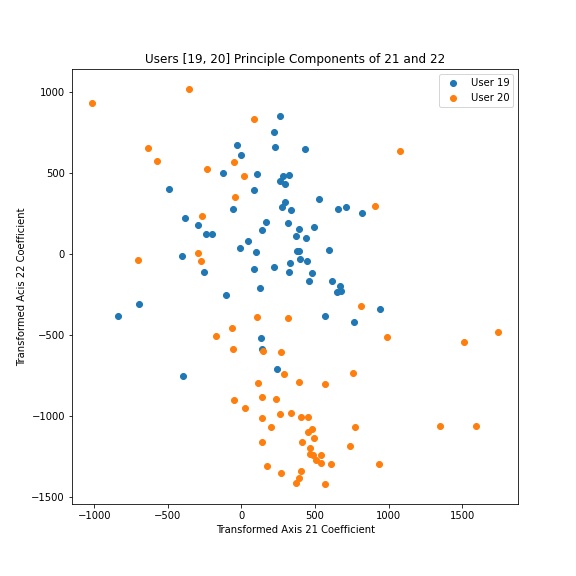 Users [19, 20] Principle Components of 21 and 22
User 19
User 20
Transformed Acis 22 Coefficient
1000
500
0
−500
−1000
−1500
−1000
−500
0
500
1000
1500
Transformed Axis 21 Coefficient